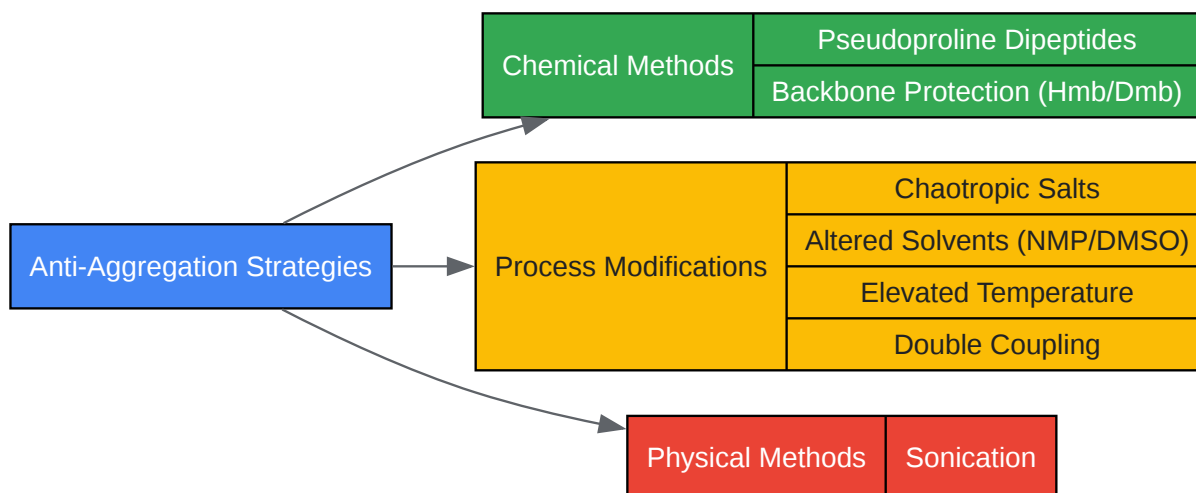 Anti-Aggregation Strategies
Chemical Methods
Pseudoproline Dipeptides
Backbone Protection (Hmb/Dmb)
Process Modifications
Chaotropic Salts
Altered Solvents (NMP/DMSO)
Elevated Temperature
Double Coupling
Physical Methods
Sonication